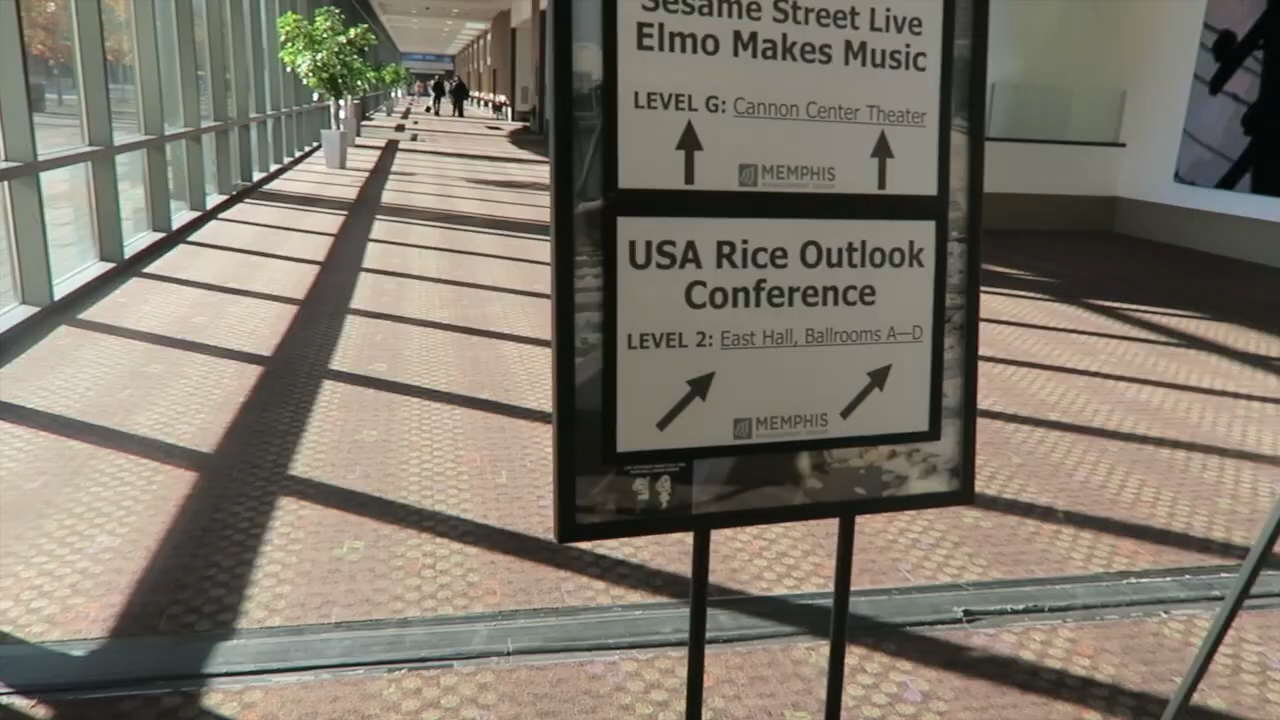 Sesame Street Live
Elmo Makes Music
LEVEL G: Cannon Center Theater
MEMPHIS
USA Rice Outlook
Conference
LEVEL 2: East Hall, Ballrooms A—D
MEMPHIS